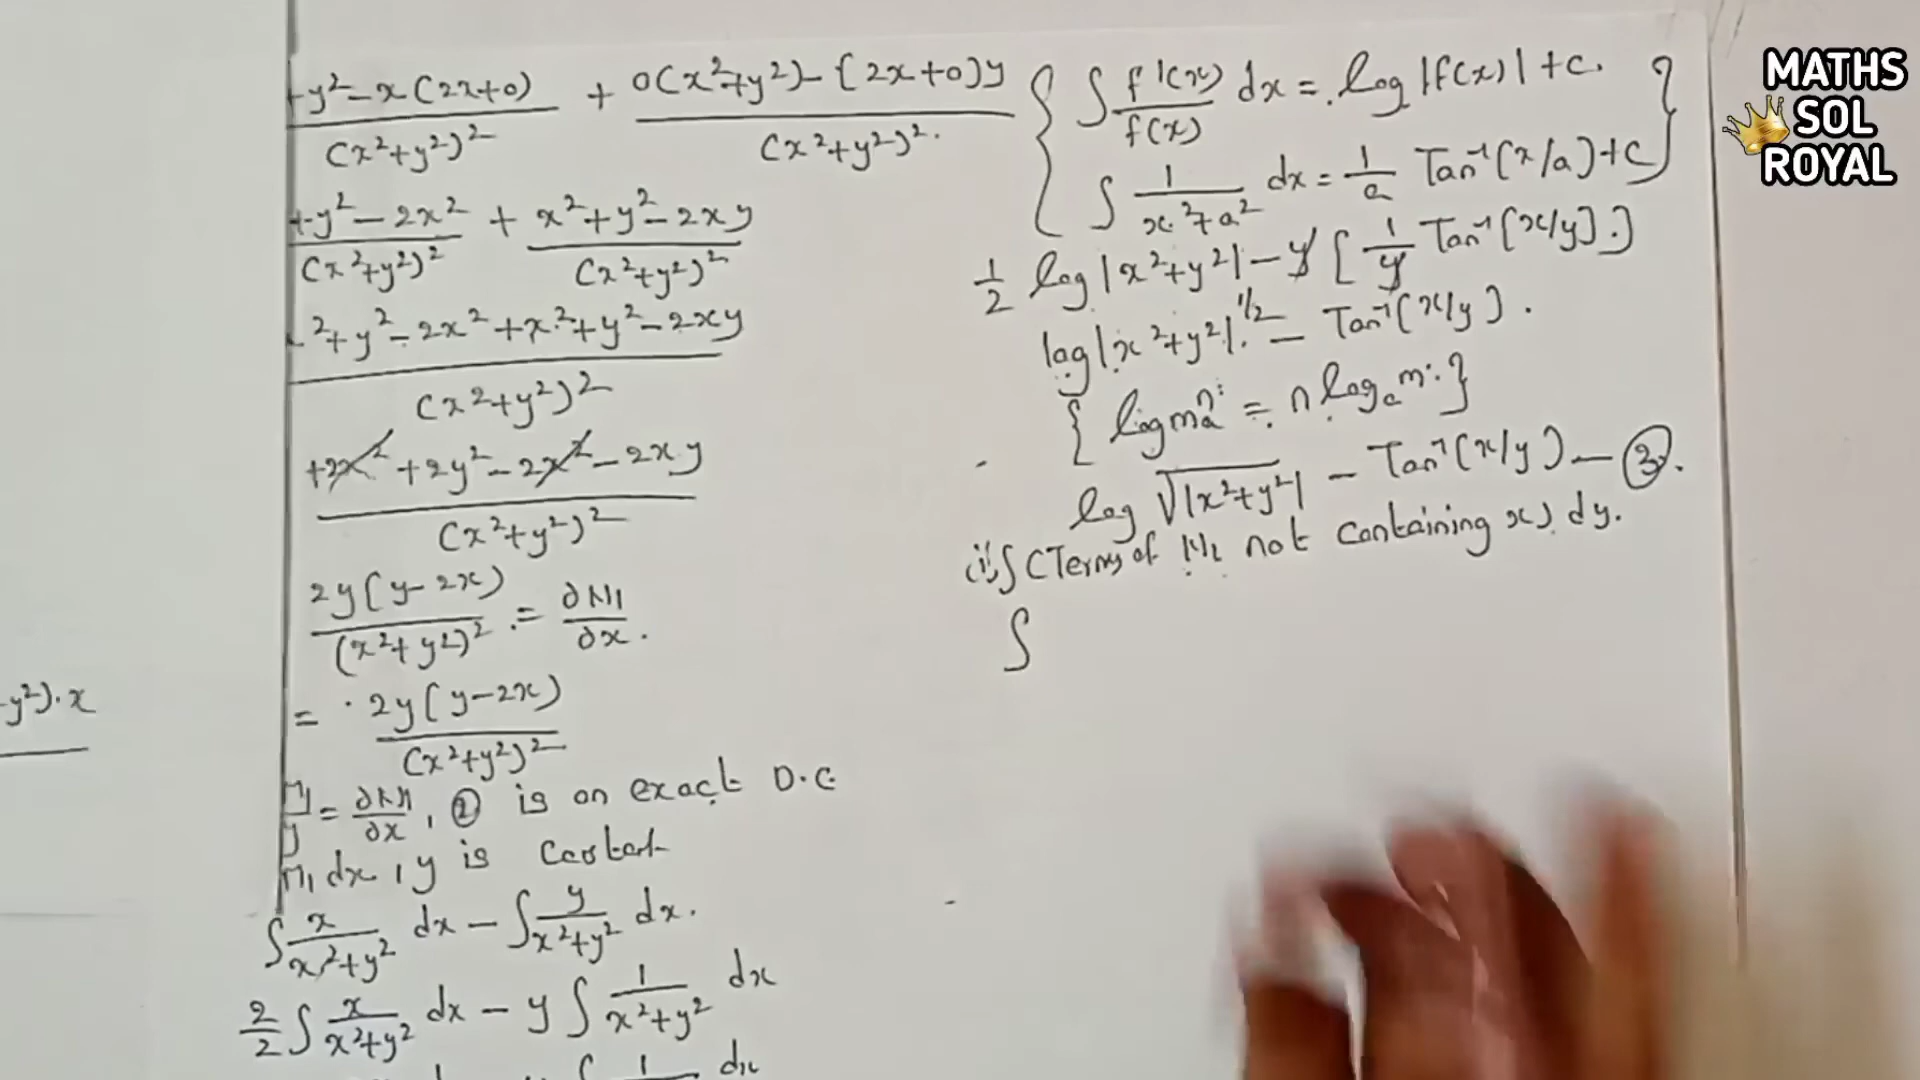 -y²).x
+y²-x(2x+0) / (x²+y²)² + 0(x²+y²)-(2x+0)y / (x²+y²)².
+y²-2x² / (x²+y²)² + x²+y²-2xy / (x²+y²)²
²+y²-2x²+x²+y²-2xy / (x²+y²)²
+2x²+2y²-2x²-2xy / (x²+y²)²
2y(y-2x) / (x²+y²)² = ∂N1/∂x.
= 2y(y-2x) / (x²+y²)²
= ∂N1/∂x, ② is an exact D.E
M1 dx, y is
∫ x/x²+y² dx - ∫ y/x²+y² dx.
2/2 ∫ x/x²+y² dx - y ∫ 1/x²+y² dx
1 dx
{ ∫ f'(x)/f(x) dx = log|f(x)|+c.
∫ 1/x²+a² dx = 1/a Tan⁻¹(x/a)+c }
1/2 log|x²+y²| - y [ 1/y Tan⁻¹[x/y].]
log|x²+y²|^1/2 - Tan⁻¹(x/y).
{ log m^n_a = n log_a m. }
log √|x²+y²| - Tan⁻¹(x/y) - ③.
(ii) ∫ (Terms of N1 not containing x) dy.
∫
MATHS
SOL
ROYAL